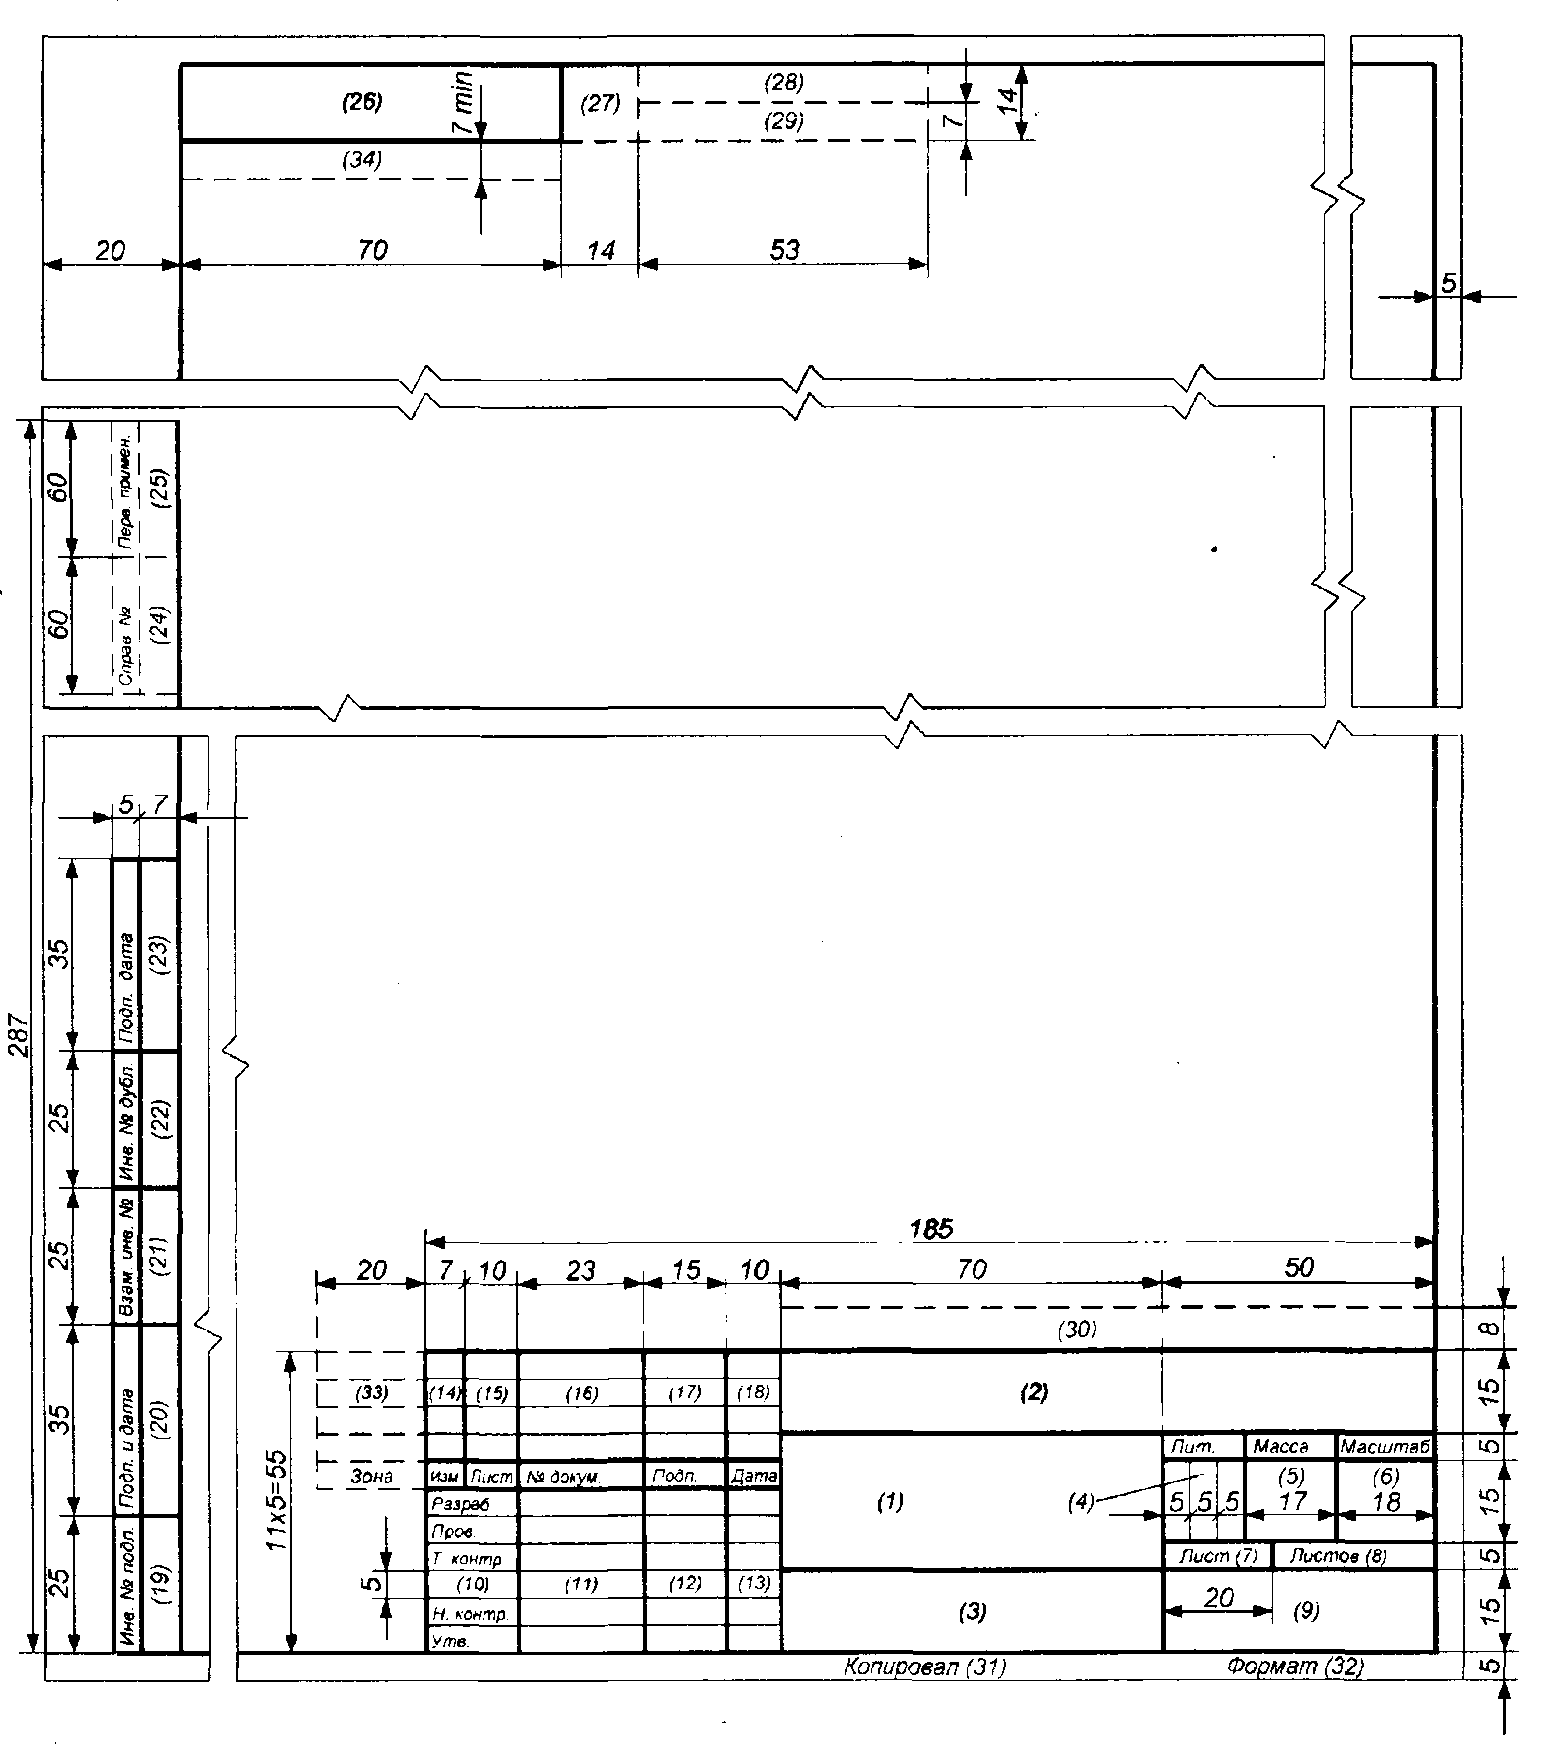 (26)
7 min
(27)
(28)
(29)
7
14
(34)
20
70
14
53
5
60
Перв. примен.
(25)
60
Справ №
(24)
287
5
7
35
Подп. дата
(23)
25
Инв. № дубл.
(22)
25
Взам. инв. №
(21)
35
Подп. и дата
(20)
25
Инв. № подл.
(19)
185
20
7
10
23
15
10
70
50
(30)
8
(33)
(14)
(15)
(16)
(17)
(18)
(2)
15
Зона
Изм
Лист
№ докум.
Подп.
Дата
Лит.
Масса
Масштаб
5
11x5=55
Разраб
Пров.
Т контр
5
(10)
(11)
(12)
(13)
Н. контр.
Утв.
(1)
(4)
5
5
5
(5)
17
(6)
18
15
Лист (7)
Листов (8)
5
(3)
20
(9)
15
Копировал (31)
Формат (32)
5